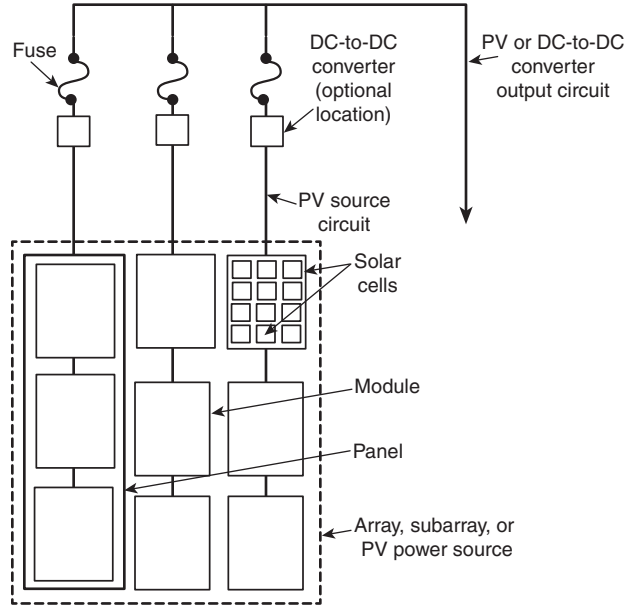 Fuse
DC-to-DC
converter
(optional
location)
PV or DC-to-DC
converter
output circuit
PV source
circuit
Solar
cells
Module
Panel
Array, subarray, or
PV power source